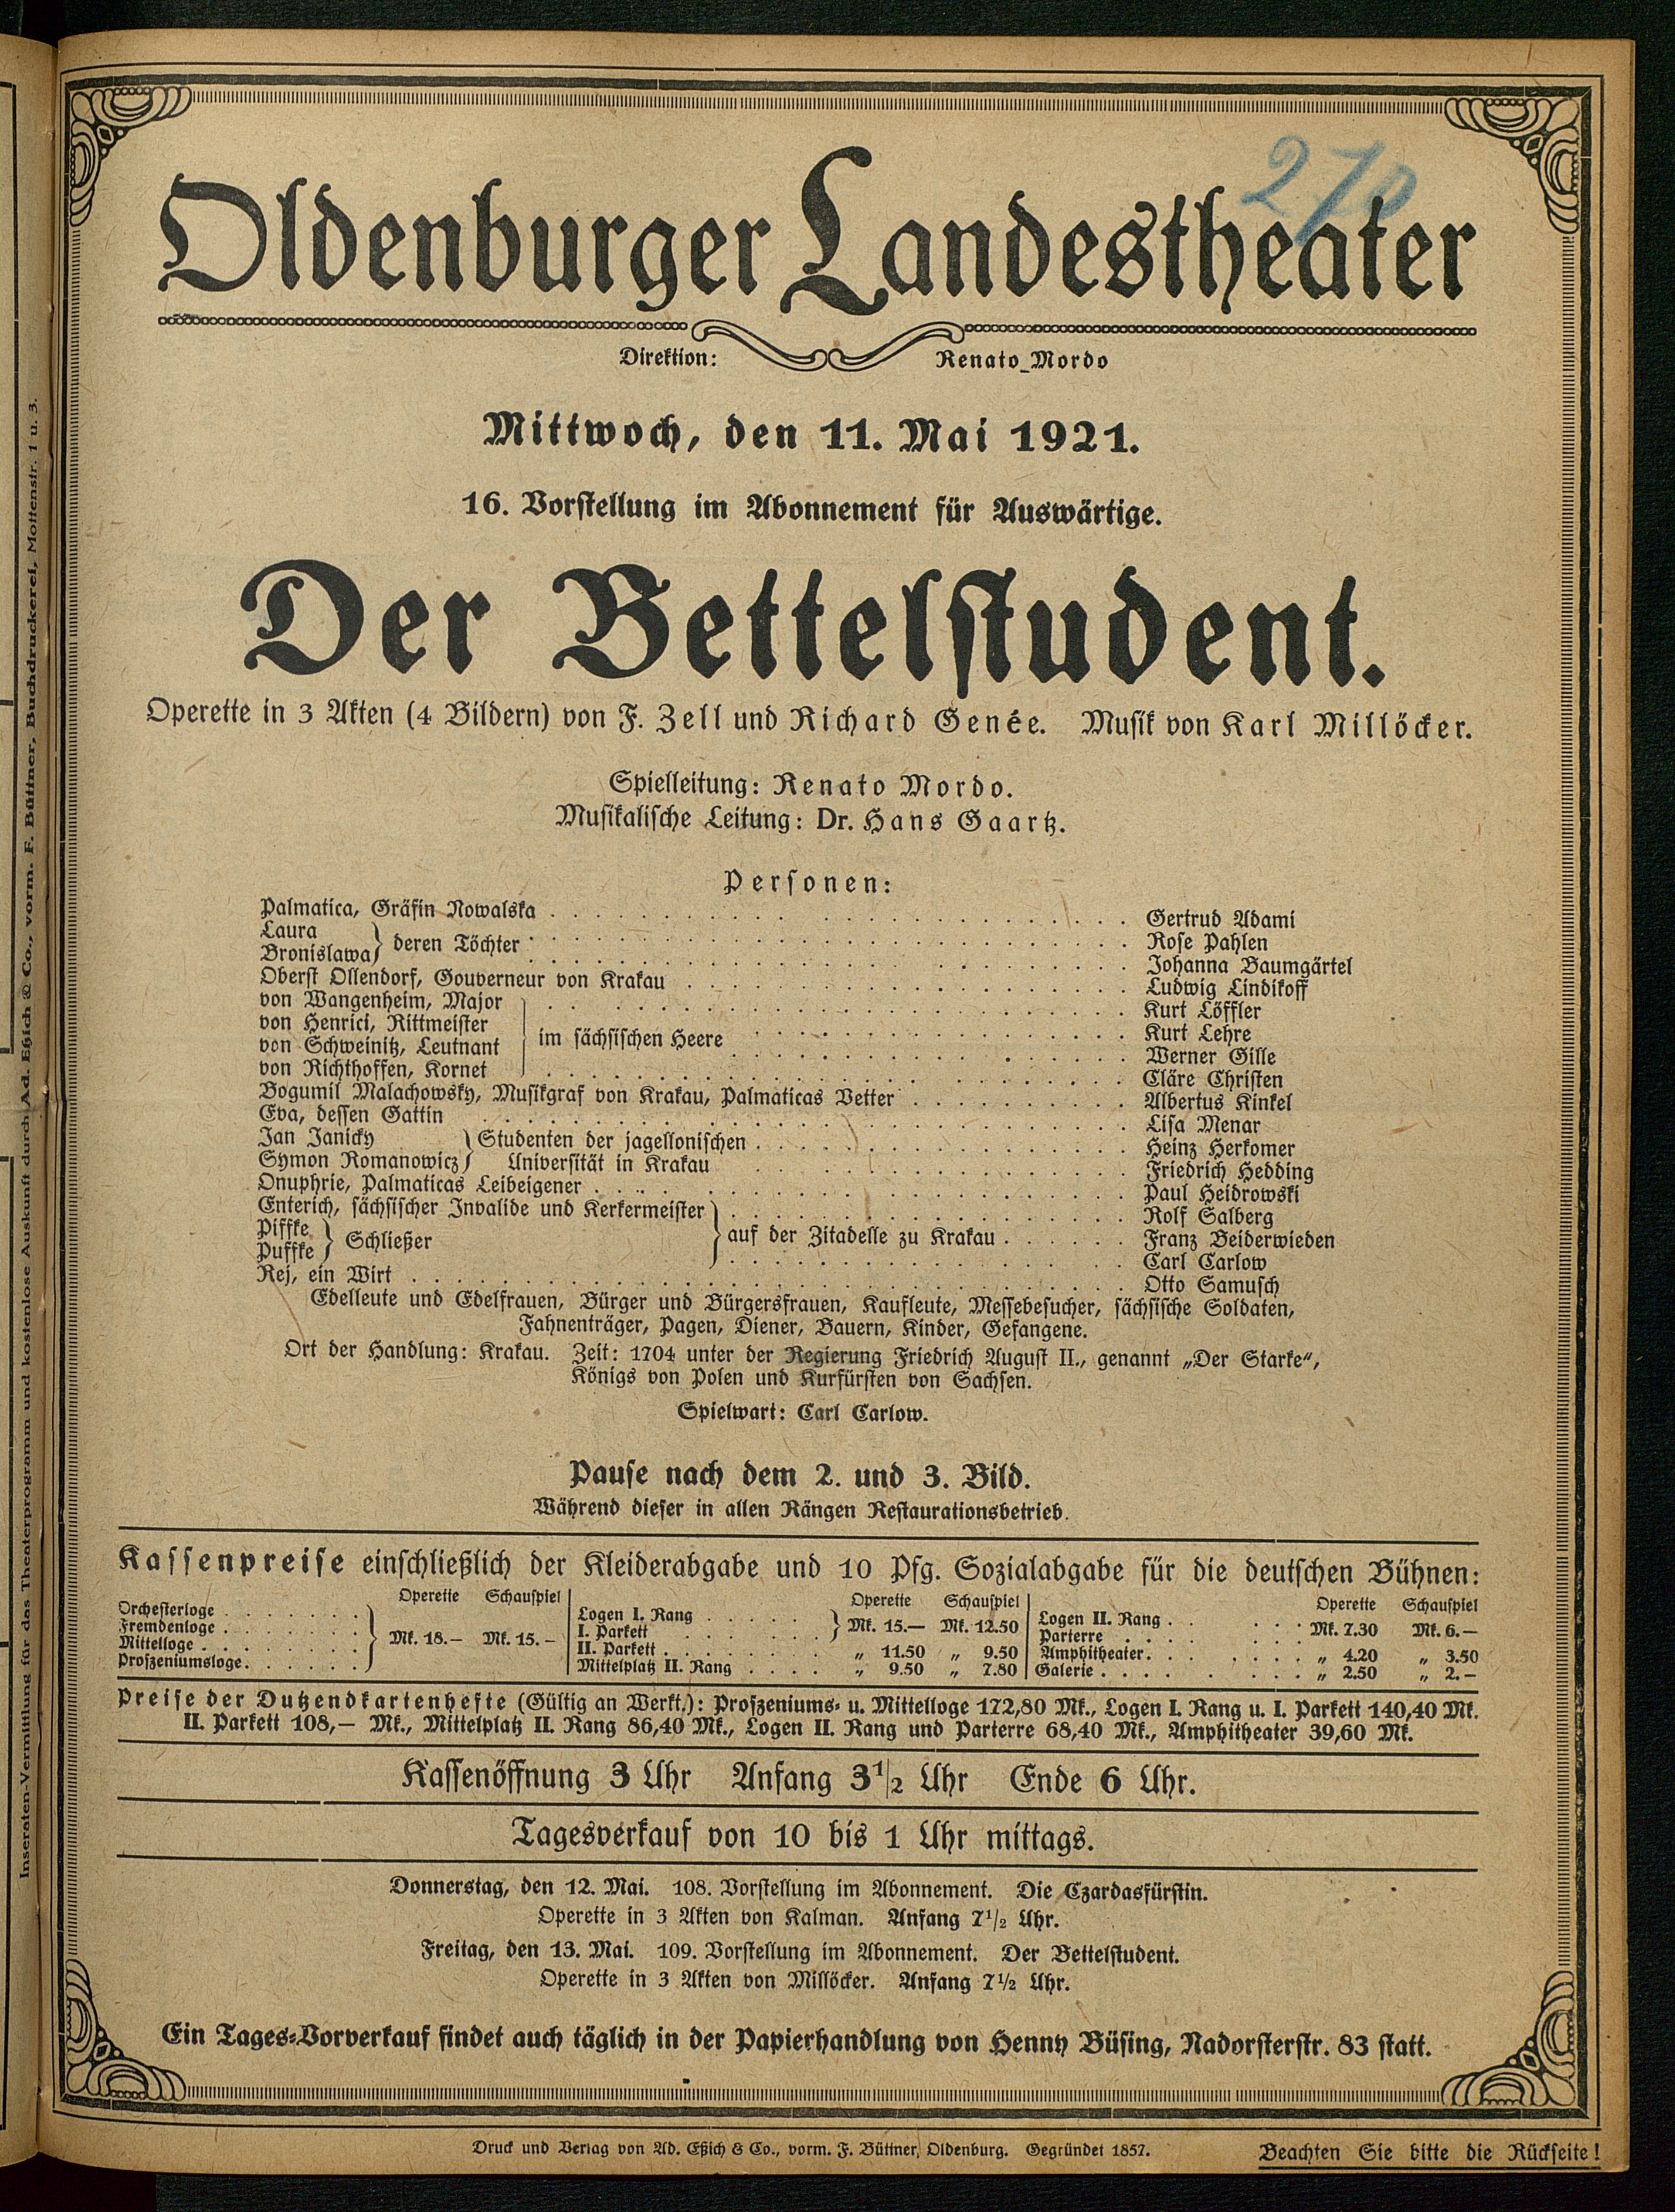 270
Oldenburger Landestheater
Direktion: Renato Mordo
Mittwoch, den 11. Mai 1921.
16. Vorstellung im Abonnement für Auswärtige.
Der Bettelstudent.
Operette in 3 Akten (4 Bildern) von F. Zell und Richard Genée. Musik von Karl Millöcker.
Spielleitung: Renato Mordo.
Musikalische Leitung: Dr. Hans Gaartz.
Personen:
Palmatica, Gräfin Nowalska . . . Gertrud Adami
Laura } deren Töchter . . . Rose Pahlen
Bronislawa } . . . Johanna Baumgärtel
Oberst Ollendorf, Gouverneur von Krakau . . . Ludwig Lindikoff
von Wangenheim, Major } im sächsischen Heere . . . Kurt Löffler
von Henrici, Rittmeister . . . Kurt Lehre
von Schweinitz, Leutnant . . . Werner Gille
von Richthoffen, Kornet . . . Cläre Christen
Bogumil Malachowsky, Musikgraf von Krakau, Palmaticas Vetter . . . Albertus Kinkel
Eva, dessen Gattin . . . Lisa Menar
Jan Janicky } Studenten der jagellonischen . . . Heinz Herkomer
Symon Romanowicz } Universität in Krakau . . . Friedrich Hedding
Onuphrie, Palmaticas Leibeigener . . . Paul Heidrowski
Enterich, sächsischer Invalide und Kerkermeister } auf der Zitadelle zu Krakau . . . Rolf Salberg
Piffke } Schließer . . . Franz Beiderwieden
Puffke } . . . Carl Carlow
Rej, ein Wirt . . . Otto Samusch
Edelleute und Edelfrauen, Bürger und Bürgersfrauen, Kaufleute, Messebesucher, sächsische Soldaten,
Fahnenträger, Pagen, Diener, Bauern, Kinder, Gefangene.
Ort der Handlung: Krakau. Zeit: 1704 unter der Regierung Friedrich August II., genannt „Der Starke",
Königs von Polen und Kurfürsten von Sachsen.
Spielwart: Carl Carlow.
Pause nach dem 2. und 3. Bild.
Während dieser in allen Rängen Restaurationsbetrieb.
Kassenpreise einschließlich der Kleiderabgabe und 10 Pfg. Sozialabgabe für die deutschen Bühnen:
Operette Schauspiel
Orchesterloge . . .
Fremdenloge . . .
Mittelloge . . . } Mk. 18.— Mk. 15.—
Proszeniumsloge . . .
Operette Schauspiel
Logen I. Rang . . .
I. Parkett . . . } Mk. 15.— Mk. 12.50
II. Parkett . . . „ 11.50 „ 9.50
Mittelplatz II. Rang . . . „ 9.50 „ 7.80
Operette Schauspiel
Logen II. Rang . . .
Parterre . . . Mk. 7.30 Mk. 6.—
Amphitheater . . . „ 4.20 „ 3.50
Galerie . . . „ 2.50 „ 2.—
Preise der Dutzendkartenhefte (Gültig an Werkt.): Proszeniums- u. Mittelloge 172,80 Mk., Logen I. Rang u. I. Parkett 140,40 Mk.
II. Parkett 108,— Mk., Mittelplatz II. Rang 86,40 Mk., Logen II. Rang und Parterre 68,40 Mk., Amphitheater 39,60 Mk.
Kassenöffnung 3 Uhr Anfang 3 1/2 Uhr Ende 6 Uhr.
Tagesverkauf von 10 bis 1 Uhr mittags.
Donnerstag, den 12. Mai. 108. Vorstellung im Abonnement. Die Czardasfürstin.
Operette in 3 Akten von Kalman. Anfang 7 1/2 Uhr.
Freitag, den 13. Mai. 109. Vorstellung im Abonnement. Der Bettelstudent.
Operette in 3 Akten von Millöcker. Anfang 7 1/2 Uhr.
Ein Tages-Vorverkauf findet auch täglich in der Papierhandlung von Henny Büsing, Nadorsterstr. 83 statt.
Druck und Verlag von Ad. Eßich & Co., vorm. F. Büttner, Oldenburg. Gegründet 1857.
Beachten Sie bitte die Rückseite!
Inseraten-Vermittlung für das Theaterprogramm und kostenlose Auskunft durch Ad. Eßich & Co., vorm. F. Büttner, Buchdruckerei, Mottenstr. 1 u. 3.